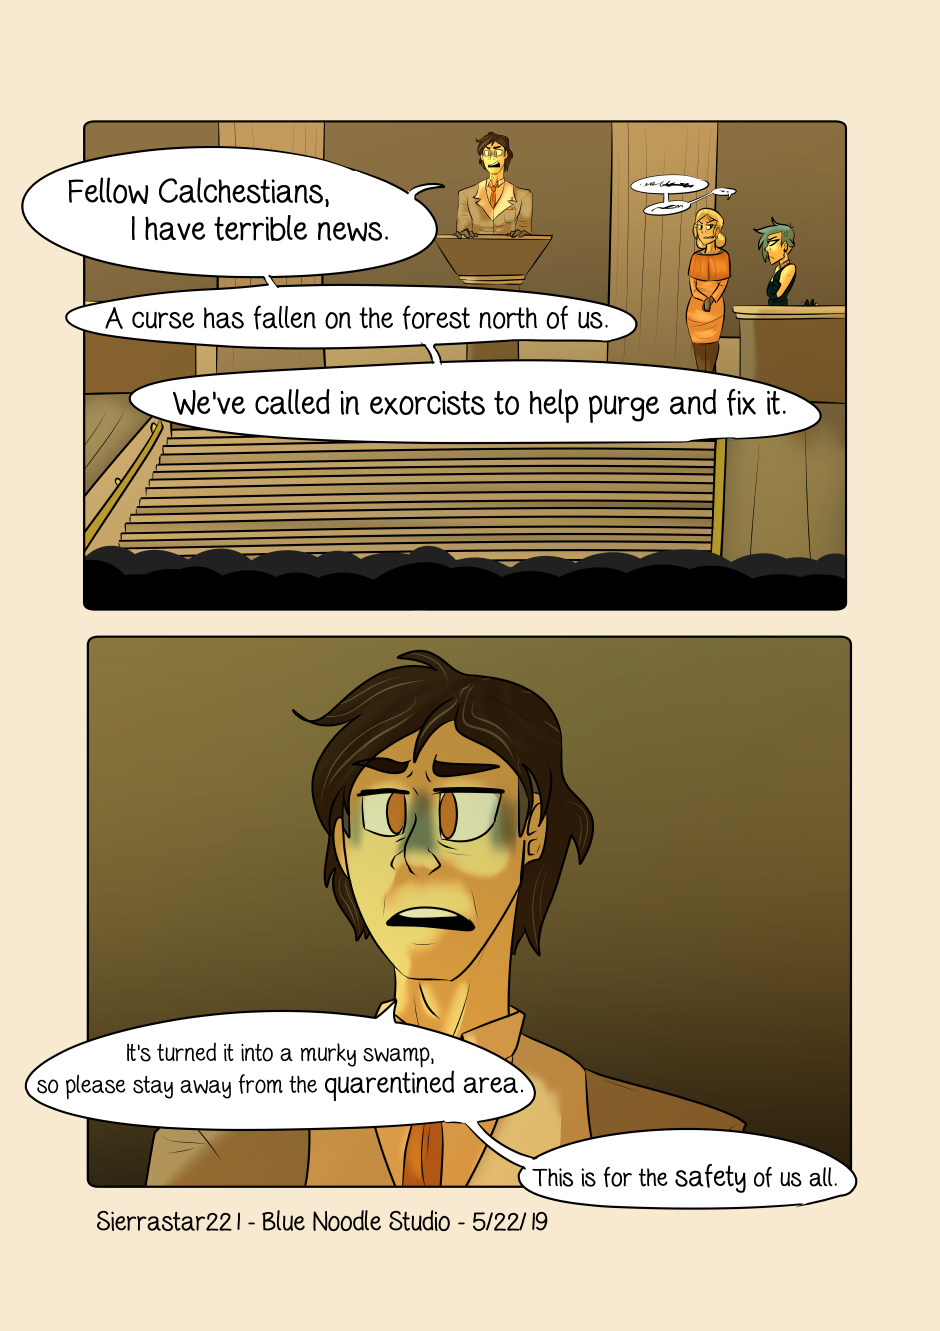 Fellow Calchestians,
I have terrible news.
A curse has fallen on the forest north of us.
We've called in exorcists to help purge and fix it.
It's turned it into a murky swamp,
so please stay away from the quarentined area.
This is for the safety of us all.
Sierrastar221 - Blue Noodle Studio - 5/22/19